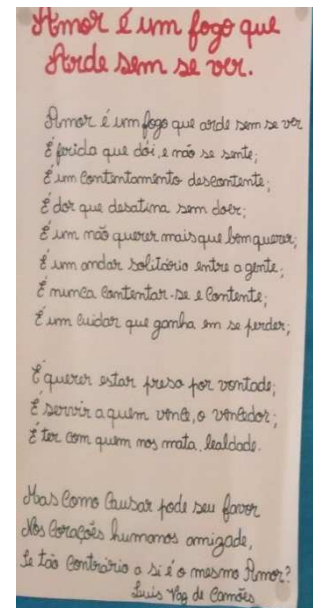 Amor é um fogo que
Arde sem se ver.
Amor é um fogo que arde sem se ver
É ferida que dói, e não se sente;
É um contentamento descontente;
É dor que desatina sem doer;
É um não querer mais que bem querer;
É um andar solitário entre a gente;
É nunca contentar-se e contente;
É um cuidar que ganha em se perder;
É querer estar preso por vontade;
É servir a quem vence, o vencedor;
É ter com quem nos mata, lealdade.
Mas como causar pode seu favor
Nos corações humanos amizade,
Se tão contrário a si é o mesmo Amor?
Luís Vaz de Camões